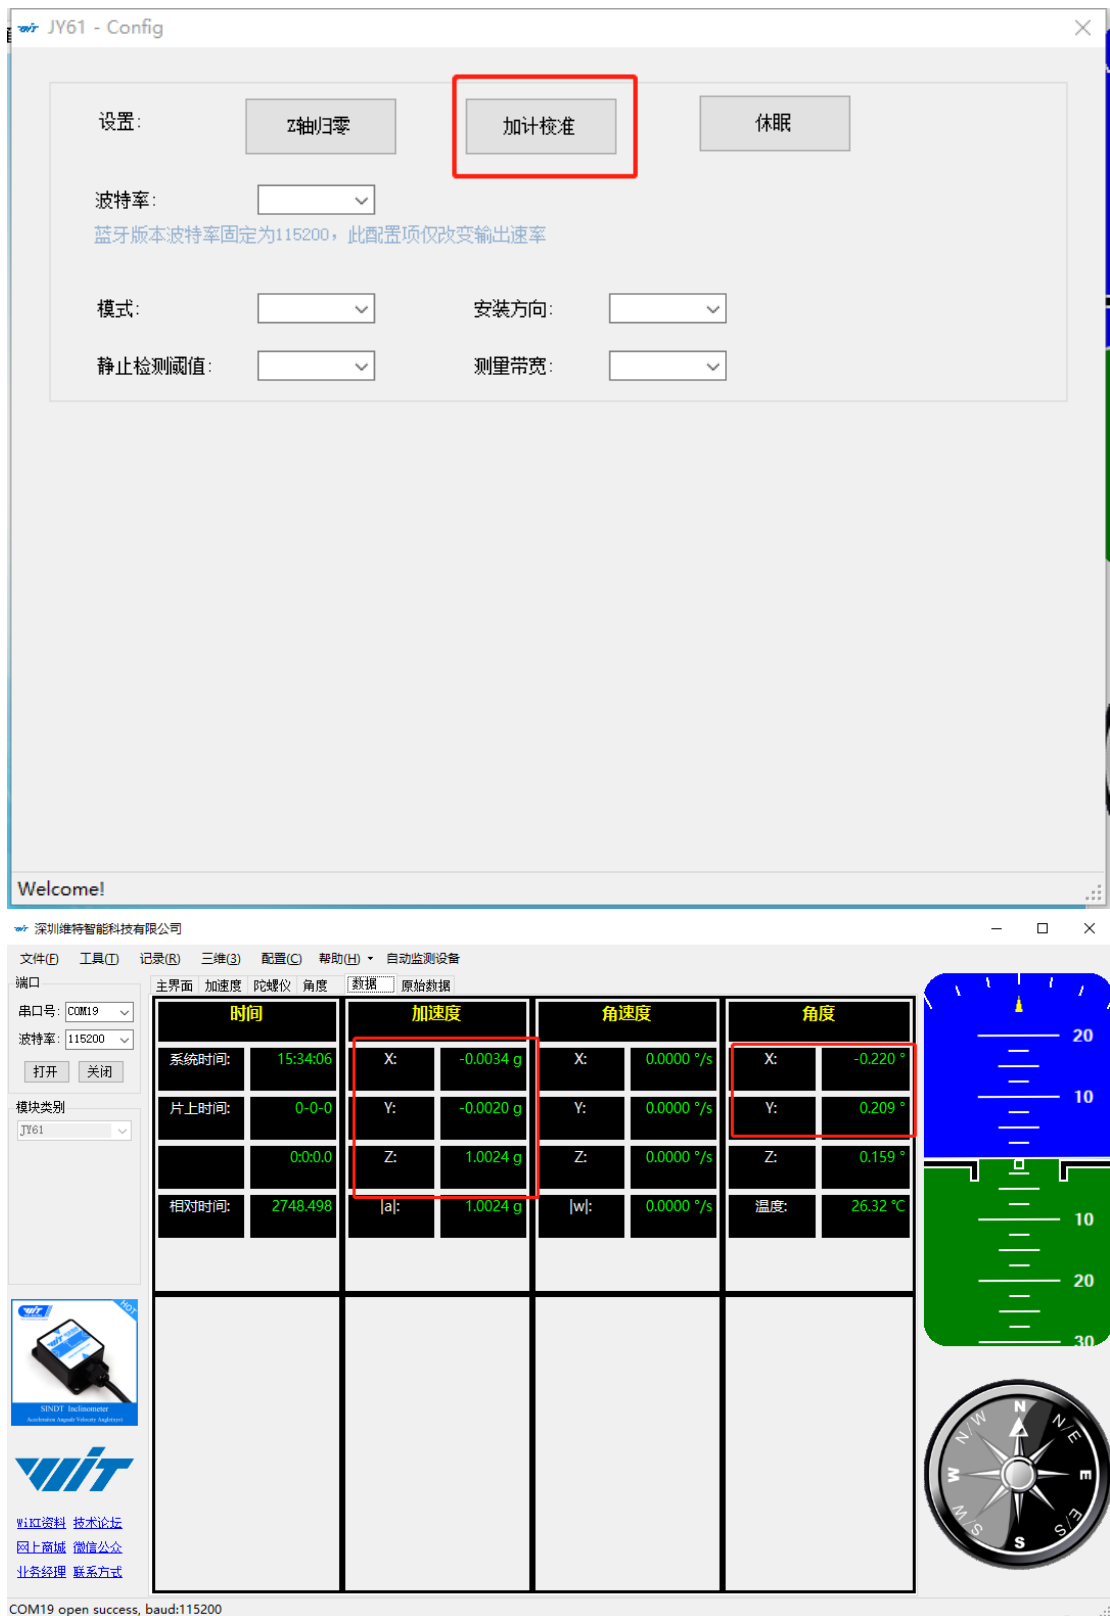 WIT JY61 - Config
设置: Z轴归零 加计校准 休眠
波特率:
蓝牙版本波特率固定为115200，此配置项仅改变输出速率
模式: 安装方向:
静止检测阈值: 测量带宽:
Welcome!
WIT 深圳维特智能科技有限公司
文件(F) 工具(T) 记录(R) 三维(3) 配置(C) 帮助(H) 自动监测设备
端口
主界面 加速度 陀螺仪 角度 数据 原始数据
串口号: COM19
波特率: 115200
打开 关闭
模块类别
JY61
时间 加速度 角速度 角度
系统时间: 15:34:06 X: -0.0034 g X: 0.0000 °/s X: -0.220 °
片上时间: 0-0-0 Y: -0.0020 g Y: 0.0000 °/s Y: 0.209 °
0:0:0.0 Z: 1.0024 g Z: 0.0000 °/s Z: 0.159 °
相对时间: 2748.498 |a|: 1.0024 g |w|: 0.0000 °/s 温度: 26.32 °C
20
10
10
20
30
HOT
WIT
SINDT Inclinometer
WIT
WiKI资料 技术论坛
网上商城 微信公众
业务经理 联系方式
N
N/E
E
E/S
S
W/S
W
N/W
COM19 open success, baud:115200